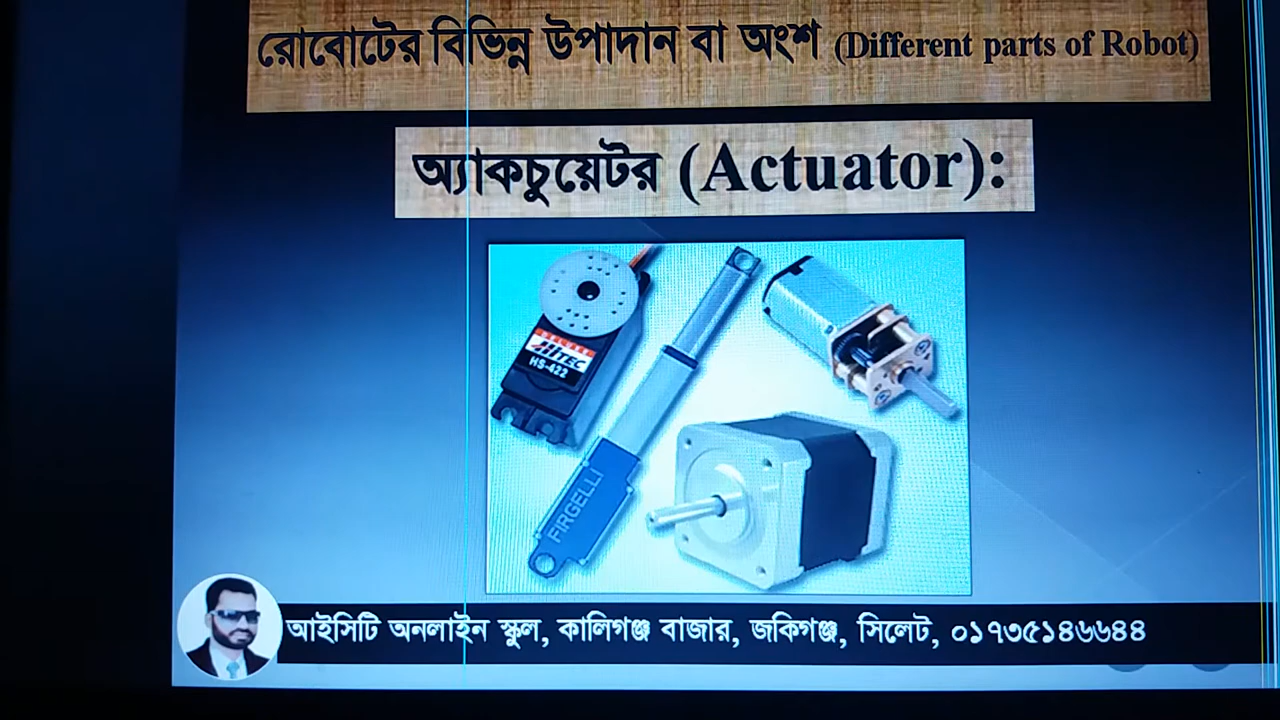 রোবোটের বিভিন্ন উপাদান বা অংশ (Different parts of Robot)
অ্যাকচুয়েটর (Actuator):
HITEC
HS-422
FIRGELLI
আইসিটি অনলাইন স্কুল, কালিগঞ্জ বাজার, জকিগঞ্জ, সিলেট, ০১৭৩৫১৪৬৬৪৪